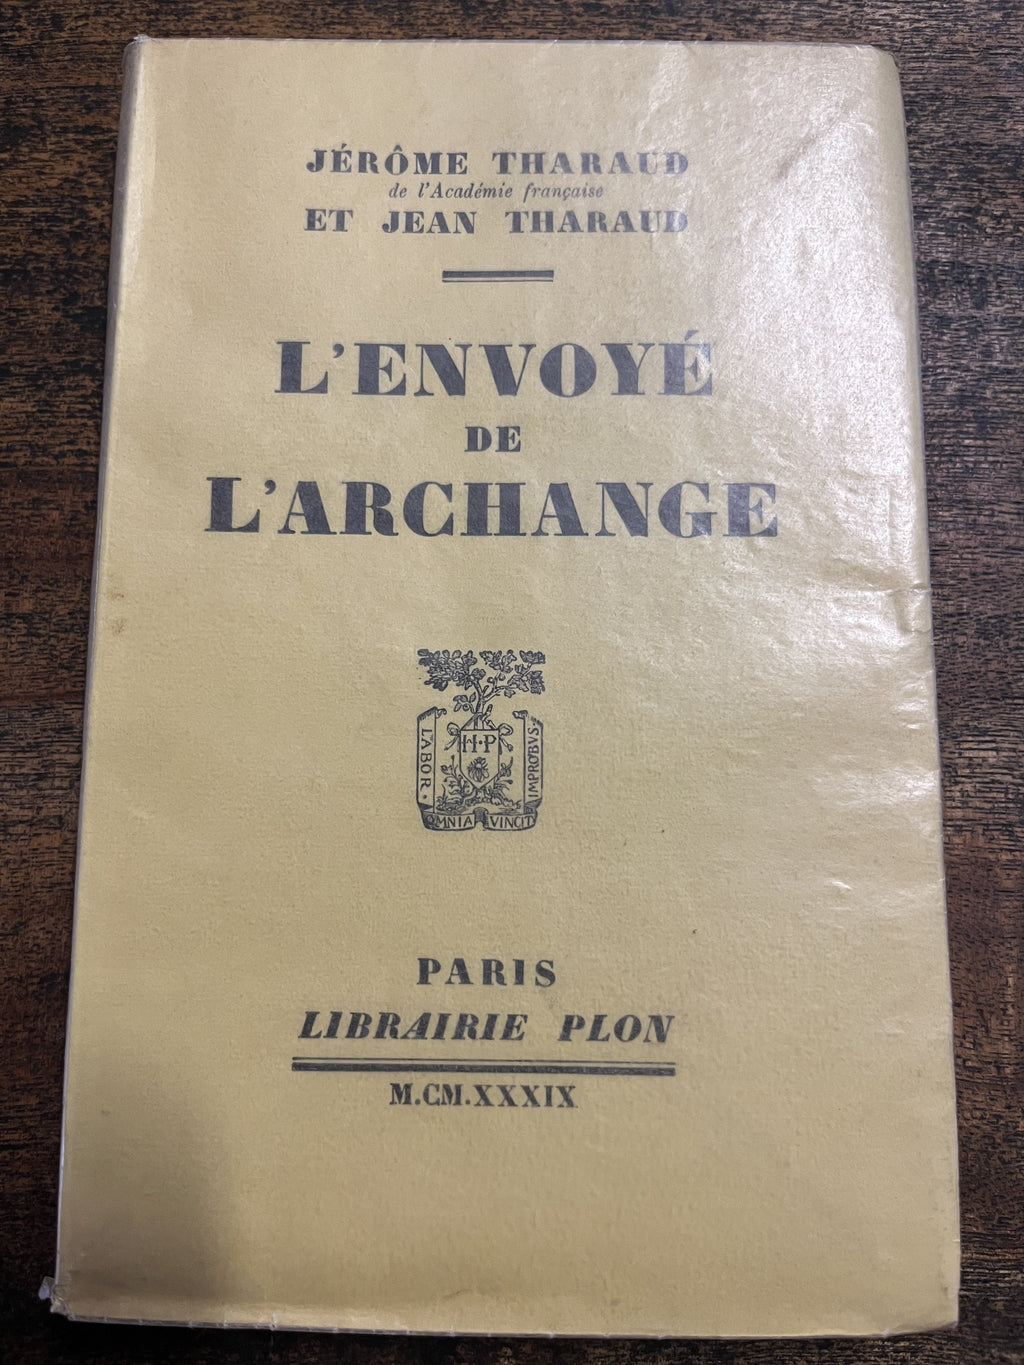 JÉRÔME THARAUD
de l'Académie française
ET JEAN THARAUD
L'ENVOYÉ
DE
L'ARCHANGE
LABOR.
H·P
IMPROBVS·
OMNIA VINCIT
PARIS
LIBRAIRIE PLON
M.CM.XXXIX